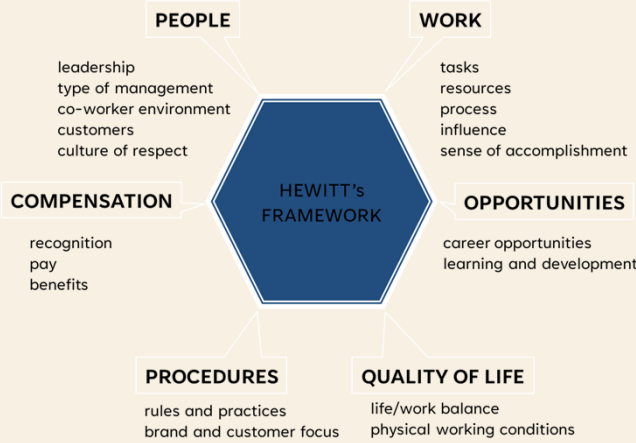 PEOPLE
leadership
type of management
co-worker environment
customers
culture of respect
WORK
tasks
resources
process
influence
sense of accomplishment
HEWITT's
FRAMEWORK
COMPENSATION
recognition
pay
benefits
OPPORTUNITIES
career opportunities
learning and development
PROCEDURES
rules and practices
brand and customer focus
QUALITY OF LIFE
life/work balance
physical working conditions